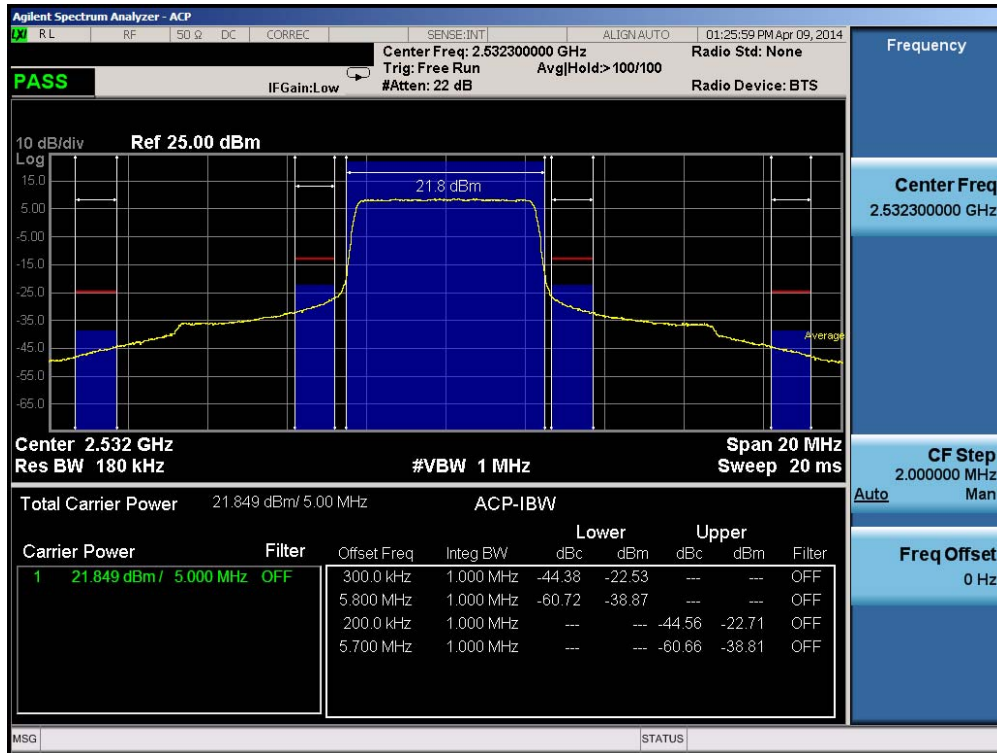 Agilent Spectrum Analyzer - ACP
LXI RL RF 50 Ω DC CORREC SENSE:INT ALIGN AUTO 01:25:59 PM Apr 09, 2014
Center Freq: 2.532300000 GHz Radio Std: None
Trig: Free Run Avg|Hold:> 100/100
PASS IFGain:Low #Atten: 22 dB Radio Device: BTS
10 dB/div Ref 25.00 dBm
Log
15.0
21.8 dBm
5.00
-5.00
-15.0
-25.0
-35.0
Average
-45.0
-55.0
-65.0
Center 2.532 GHz Span 20 MHz
Res BW 180 kHz #VBW 1 MHz Sweep 20 ms
Total Carrier Power 21.849 dBm/ 5.00 MHz ACP-IBW
Lower Upper
Carrier Power Filter Offset Freq Integ BW dBc dBm dBc dBm Filter
1 21.849 dBm / 5.000 MHz OFF 300.0 kHz 1.000 MHz -44.38 -22.53 --- --- OFF
5.800 MHz 1.000 MHz -60.72 -38.87 --- --- OFF
200.0 kHz 1.000 MHz --- --- -44.56 -22.71 OFF
5.700 MHz 1.000 MHz --- --- -60.66 -38.81 OFF
MSG STATUS
Frequency
Center Freq
2.532300000 GHz
CF Step
2.000000 MHz
Auto Man
Freq Offset
0 Hz